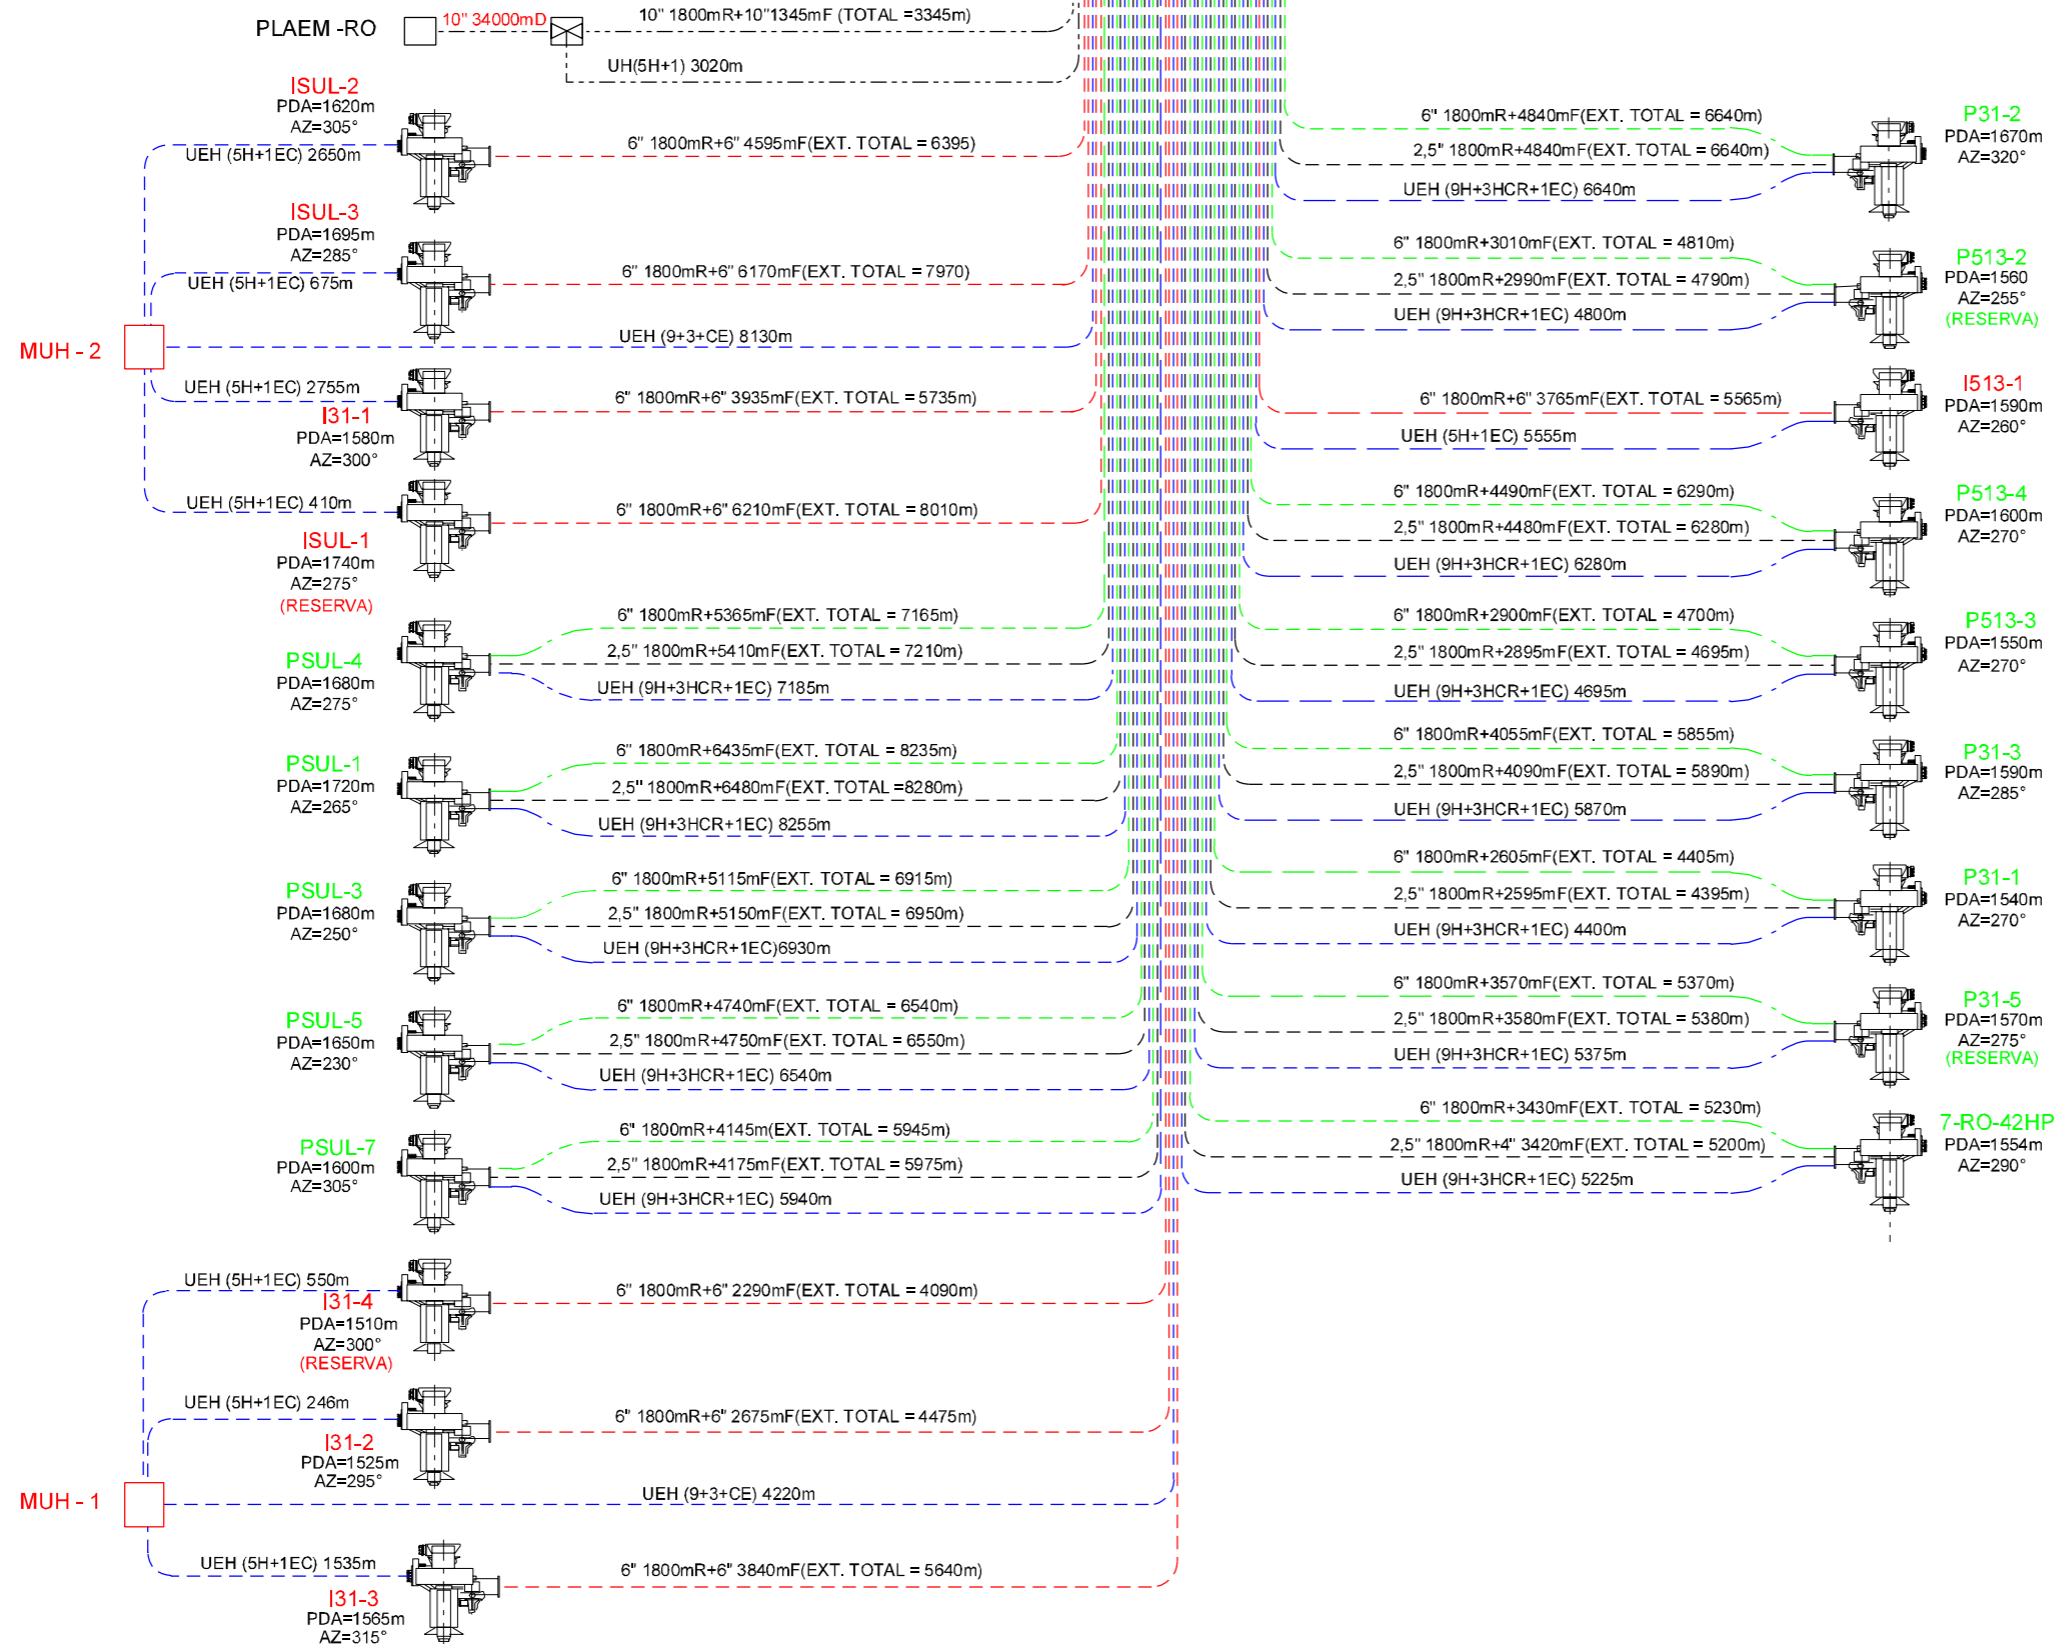 PLAEM -RO
10" 34000mD
10" 1800mR+10"1345mF (TOTAL =3345m)
UH(5H+1) 3020m
ISUL-2
PDA=1620m
AZ=305°
UEH (5H+1EC) 2650m
6" 1800mR+6" 4595mF(EXT. TOTAL = 6395)
ISUL-3
PDA=1695m
AZ=285°
UEH (5H+1EC) 675m
6" 1800mR+6" 6170mF(EXT. TOTAL = 7970)
MUH - 2
UEH (9+3+CE) 8130m
UEH (5H+1EC) 2755m
I31-1
PDA=1580m
AZ=300°
6" 1800mR+6" 3935mF(EXT. TOTAL = 5735m)
UEH (5H+1EC) 410m
ISUL-1
PDA=1740m
AZ=275°
(RESERVA)
6" 1800mR+6" 6210mF(EXT. TOTAL = 8010m)
PSUL-4
PDA=1680m
AZ=275°
6" 1800mR+5365mF(EXT. TOTAL = 7165m)
2,5" 1800mR+5410mF(EXT. TOTAL = 7210m)
UEH (9H+3HCR+1EC) 7185m
PSUL-1
PDA=1720m
AZ=265°
6" 1800mR+6435mF(EXT. TOTAL = 8235m)
2,5" 1800mR+6480mF(EXT. TOTAL =8280m)
UEH (9H+3HCR+1EC) 8255m
PSUL-3
PDA=1680m
AZ=250°
6" 1800mR+5115mF(EXT. TOTAL = 6915m)
2,5" 1800mR+5150mF(EXT. TOTAL = 6950m)
UEH (9H+3HCR+1EC)6930m
PSUL-5
PDA=1650m
AZ=230°
6" 1800mR+4740mF(EXT. TOTAL = 6540m)
2,5" 1800mR+4750mF(EXT. TOTAL = 6550m)
UEH (9H+3HCR+1EC) 6540m
PSUL-7
PDA=1600m
AZ=305°
6" 1800mR+4145m(EXT. TOTAL = 5945m)
2,5" 1800mR+4175mF(EXT. TOTAL = 5975m)
UEH (9H+3HCR+1EC) 5940m
UEH (5H+1EC) 550m
I31-4
PDA=1510m
AZ=300°
(RESERVA)
6" 1800mR+6" 2290mF(EXT. TOTAL = 4090m)
UEH (5H+1EC) 246m
I31-2
PDA=1525m
AZ=295°
6" 1800mR+6" 2675mF(EXT. TOTAL = 4475m)
MUH - 1
UEH (9+3+CE) 4220m
UEH (5H+1EC) 1535m
I31-3
PDA=1565m
AZ=315°
6" 1800mR+6" 3840mF(EXT. TOTAL = 5640m)
6" 1800mR+4840mF(EXT. TOTAL = 6640m)
2,5" 1800mR+4840mF(EXT. TOTAL = 6640m)
UEH (9H+3HCR+1EC) 6640m
P31-2
PDA=1670m
AZ=320°
6" 1800mR+3010mF(EXT. TOTAL = 4810m)
2,5" 1800mR+2990mF(EXT. TOTAL = 4790m)
UEH (9H+3HCR+1EC) 4800m
P513-2
PDA=1560
AZ=255°
(RESERVA)
6" 1800mR+6" 3765mF(EXT. TOTAL = 5565m)
UEH (5H+1EC) 5555m
I513-1
PDA=1590m
AZ=260°
6" 1800mR+4490mF(EXT. TOTAL = 6290m)
2,5" 1800mR+4480mF(EXT. TOTAL = 6280m)
UEH (9H+3HCR+1EC) 6280m
P513-4
PDA=1600m
AZ=270°
6" 1800mR+2900mF(EXT. TOTAL = 4700m)
2,5" 1800mR+2895mF(EXT. TOTAL = 4695m)
UEH (9H+3HCR+1EC) 4695m
P513-3
PDA=1550m
AZ=270°
6" 1800mR+4055mF(EXT. TOTAL = 5855m)
2,5" 1800mR+4090mF(EXT. TOTAL = 5890m)
UEH (9H+3HCR+1EC) 5870m
P31-3
PDA=1590m
AZ=285°
6" 1800mR+2605mF(EXT. TOTAL = 4405m)
2,5" 1800mR+2595mF(EXT. TOTAL = 4395m)
UEH (9H+3HCR+1EC) 4400m
P31-1
PDA=1540m
AZ=270°
6" 1800mR+3570mF(EXT. TOTAL = 5370m)
2,5" 1800mR+3580mF(EXT. TOTAL = 5380m)
UEH (9H+3HCR+1EC) 5375m
P31-5
PDA=1570m
AZ=275°
(RESERVA)
6" 1800mR+3430mF(EXT. TOTAL = 5230m)
2,5" 1800mR+4" 3420mF(EXT. TOTAL = 5200m)
UEH (9H+3HCR+1EC) 5225m
7-RO-42HP
PDA=1554m
AZ=290°